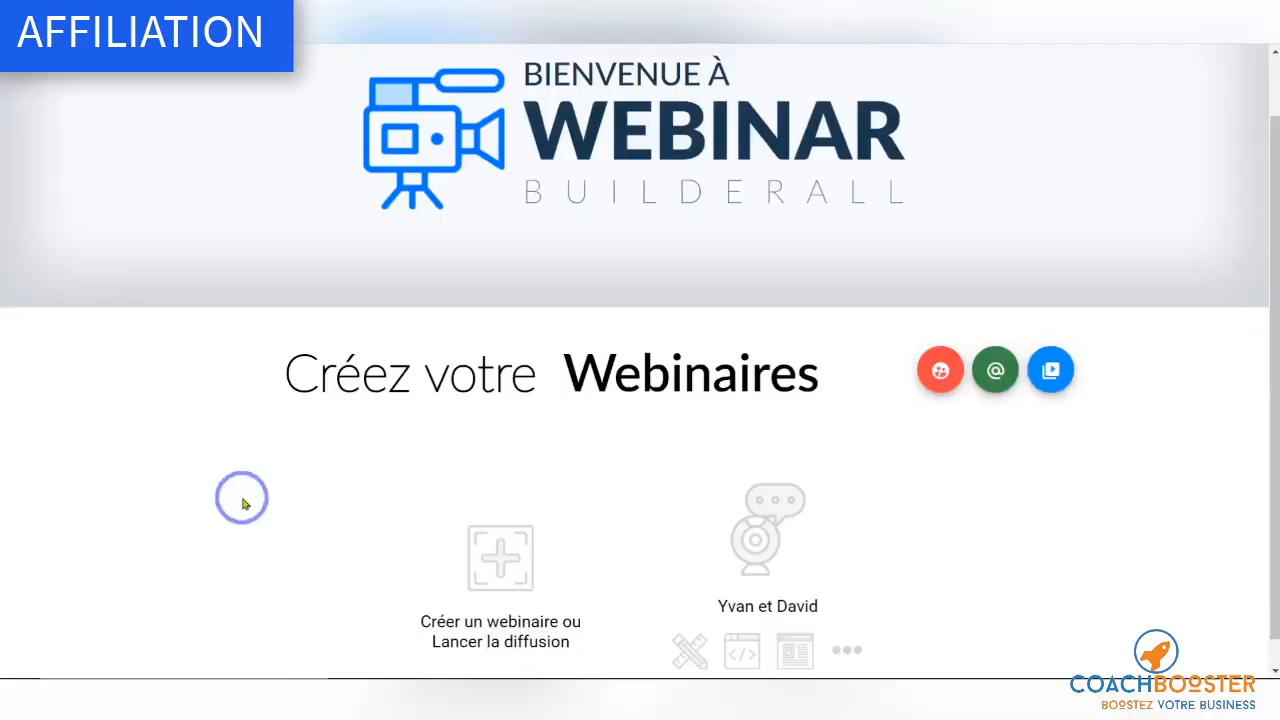 AFFILIATION
BIENVENUE À
WEBINAR
BUILDERALL
Créez votre Webinaires
Créer un webinaire ou
Lancer la diffusion
Yvan et David
COACHBOOSTER
BOOSTEZ VOTRE BUSINESS